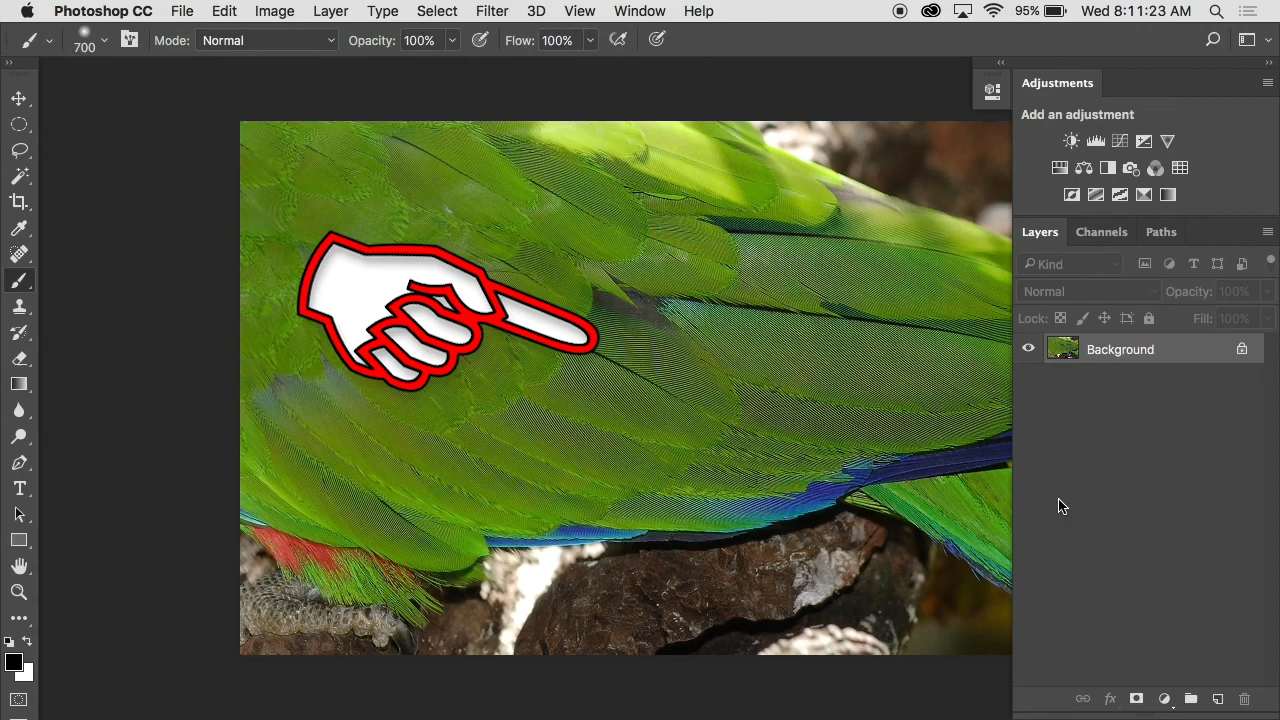 Photoshop CC File Edit Image Layer Type Select Filter 3D View Window Help 95% Wed 8:11:23 AM
700 Mode: Normal Opacity: 100% Flow: 100%
Adjustments
Add an adjustment
Layers Channels Paths
Kind
Normal Opacity: 100%
Lock: Fill: 100%
Background
fx